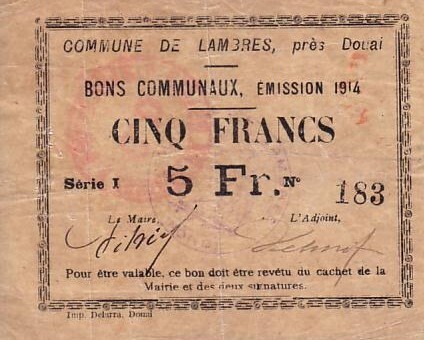 COMMUNE DE LAMBRES, près Douai
BONS COMMUNAUX, ÉMISSION 1914
CINQ FRANCS
Série I 5 Fr. N° 183
Le Maire, L'Adjoint,
Pour être valable, ce bon doit être revêtu du cachet de la
Mairie et des deux signatures.
Imp. Delarra, Douai